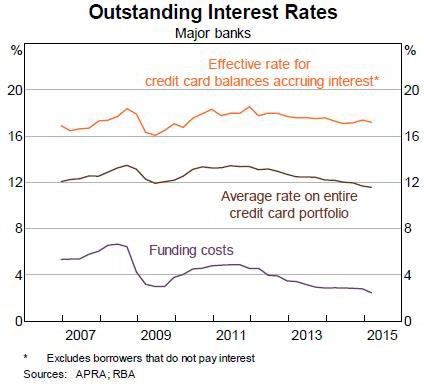 Outstanding Interest Rates
Major banks
% %
Effective rate for
credit card balances accruing interest*
20 20
16 16
12 12
Average rate on entire
credit card portfolio
8 8
Funding costs
4 4
0 0
2007 2009 2011 2013 2015
* Excludes borrowers that do not pay interest
Sources: APRA; RBA